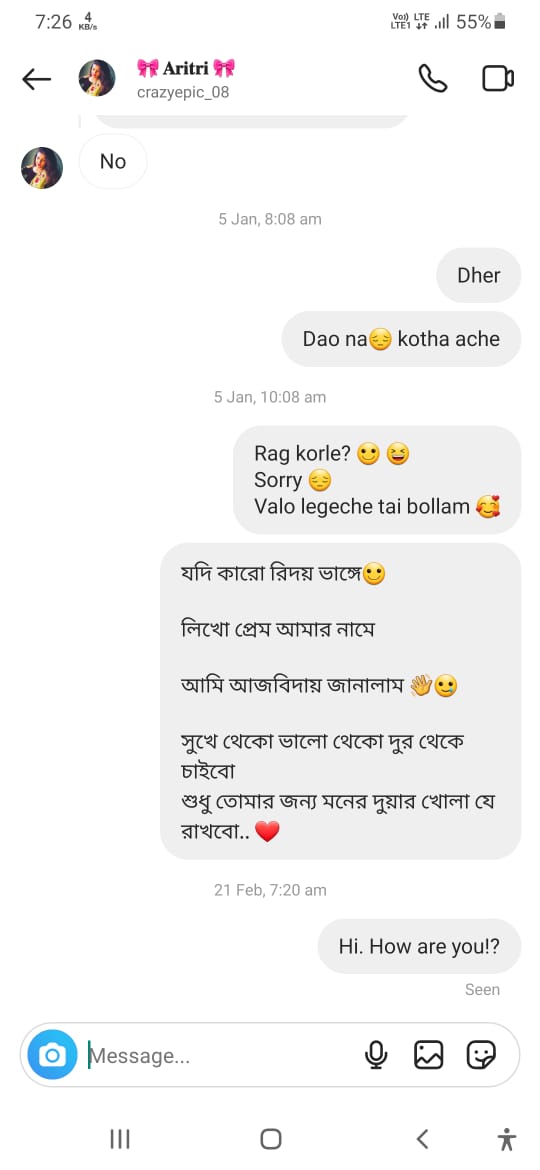 7:26 4 KB/s Vo)) LTE LTE1 55%
🎀 Aritri 🎀
crazyepic_08
No
5 Jan, 8:08 am
Dher
Dao na😔 kotha ache
5 Jan, 10:08 am
Rag korle? 🙂 😆
Sorry 😔
Valo legeche tai bollam 🥰
যদি কারো রিদয় ভাঙ্গে🙂
লিখো প্রেম আমার নামে
আমি আজবিদায় জানালাম 👋🥲
সুখে থেকো ভালো থেকো দুর থেকে
চাইবো
শুধু তোমার জন্য মনের দুয়ার খোলা যে
রাখবো.. ❤️
21 Feb, 7:20 am
Hi. How are you!?
Seen
Message...